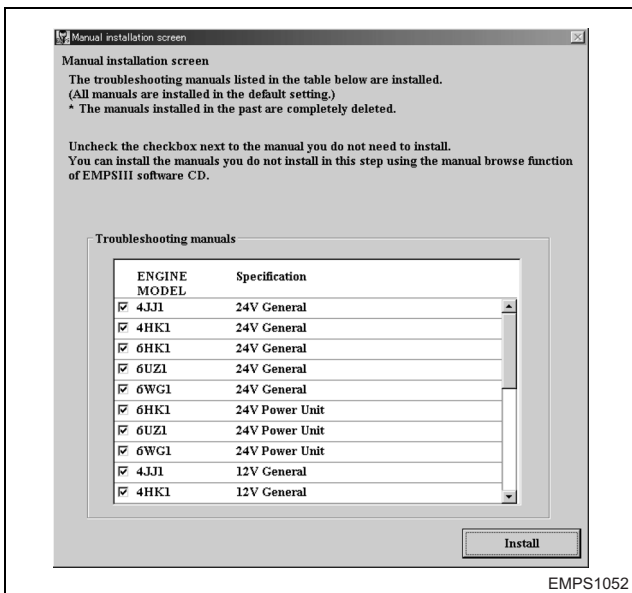 Manual installation screen
Manual installation screen
The troubleshooting manuals listed in the table below are installed.
(All manuals are installed in the default setting.)
* The manuals installed in the past are completely deleted.
Uncheck the checkbox next to the manual you do not need to install.
You can install the manuals you do not install in this step using the manual browse function
of EMPSIII software CD.
Troubleshooting manuals
ENGINE MODEL Specification
4JJ1 24V General
4HK1 24V General
6HK1 24V General
6UZ1 24V General
6WG1 24V General
6HK1 24V Power Unit
6UZ1 24V Power Unit
6WG1 24V Power Unit
4JJ1 12V General
4HK1 12V General
Install
EMPS1052